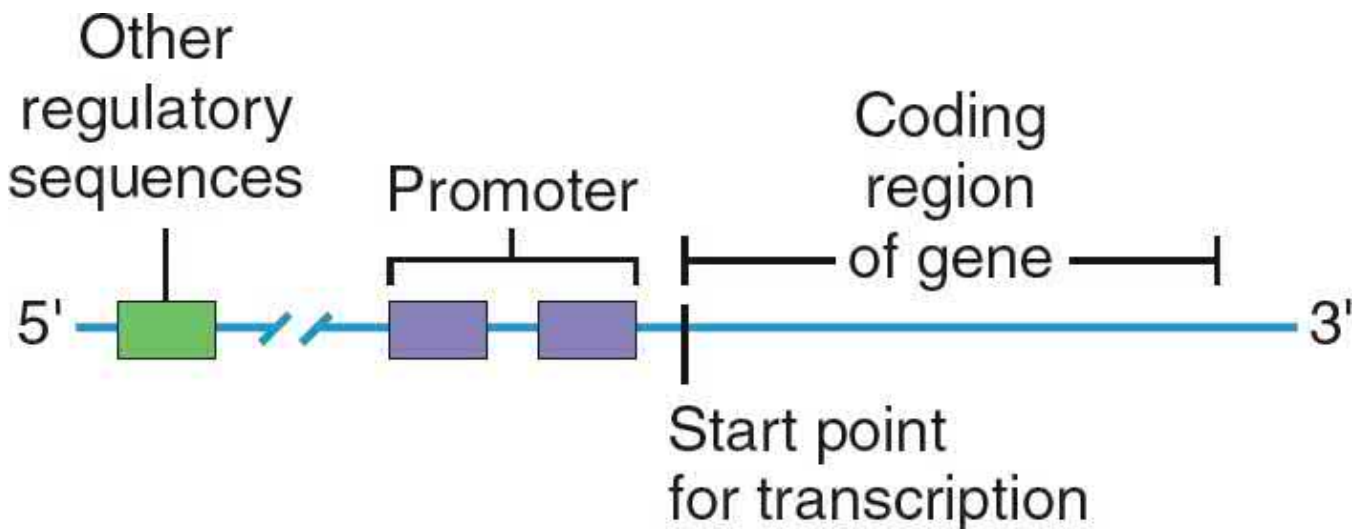 Other
regulatory
sequences
Promoter
Coding
region
of gene
5'
3'
Start point
for transcription